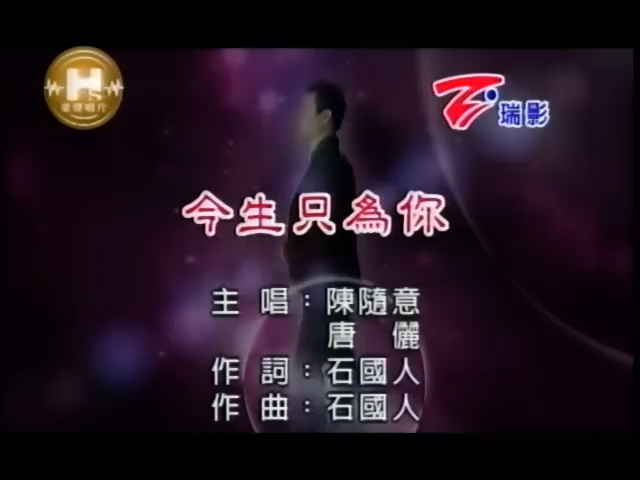 H
S
瑞影
今生只為你
主 唱：陳隨意
唐 儷
作 詞：石國人
作 曲：石國人